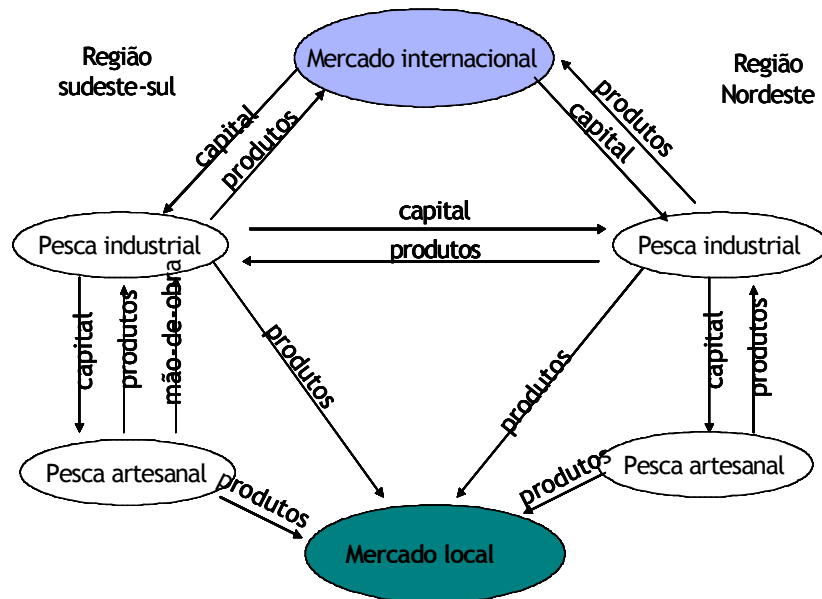 Região
sudeste-sul
Mercado internacional
Região
Nordeste
capital
produtos
capital
produtos
Pesca industrial
capital
produtos
Pesca industrial
capital
produtos
mão-de-obra
produtos
produtos
capital
produtos
Pesca artesanal
produtos
produtos
Pesca artesanal
Mercado local